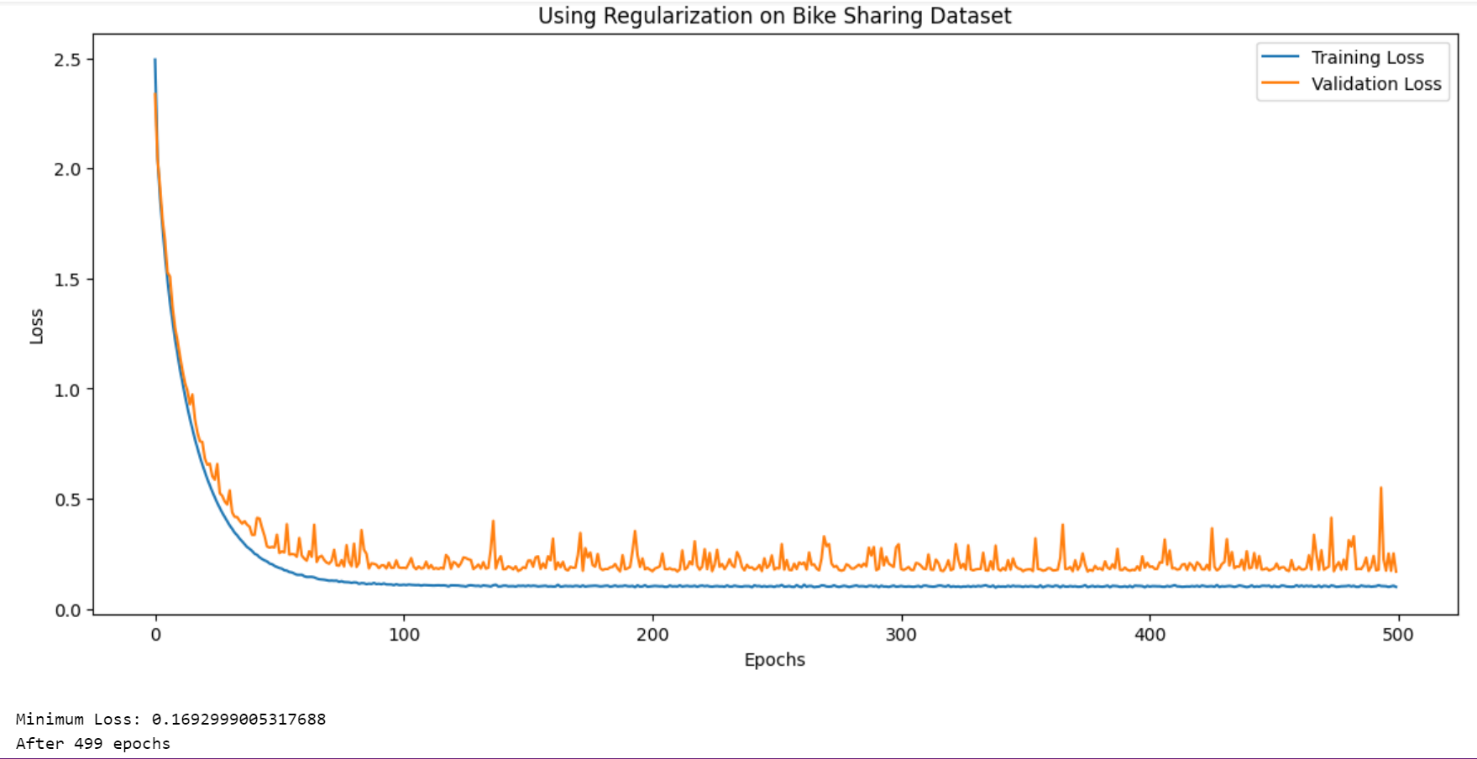 Using Regularization on Bike Sharing Dataset
Training Loss
Validation Loss
2.5
2.0
1.5
1.0
0.5
0.0
Loss
0 100 200 300 400 500
Epochs
Minimum Loss: 0.1692999005317688
After 499 epochs